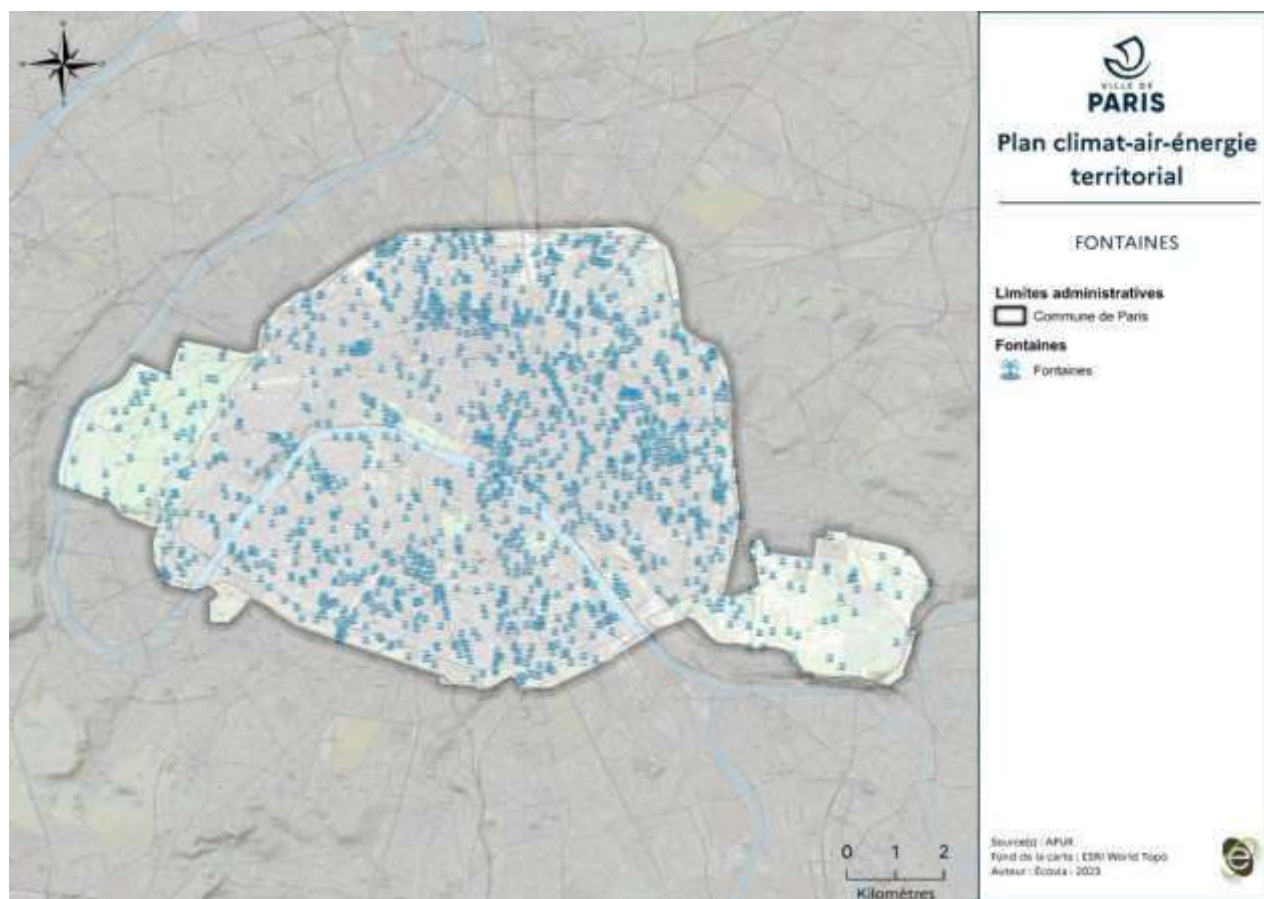 VILLE DE
PARIS
Plan climat-air-énergie
territorial
FONTAINES
Limites administratives
Commune de Paris
Fontaines
Fontaines
Source(s) : APUR
Fond de la carte : ESRI World Topo
Auteur : Ecovia - 2023
0 1 2
Kilomètres